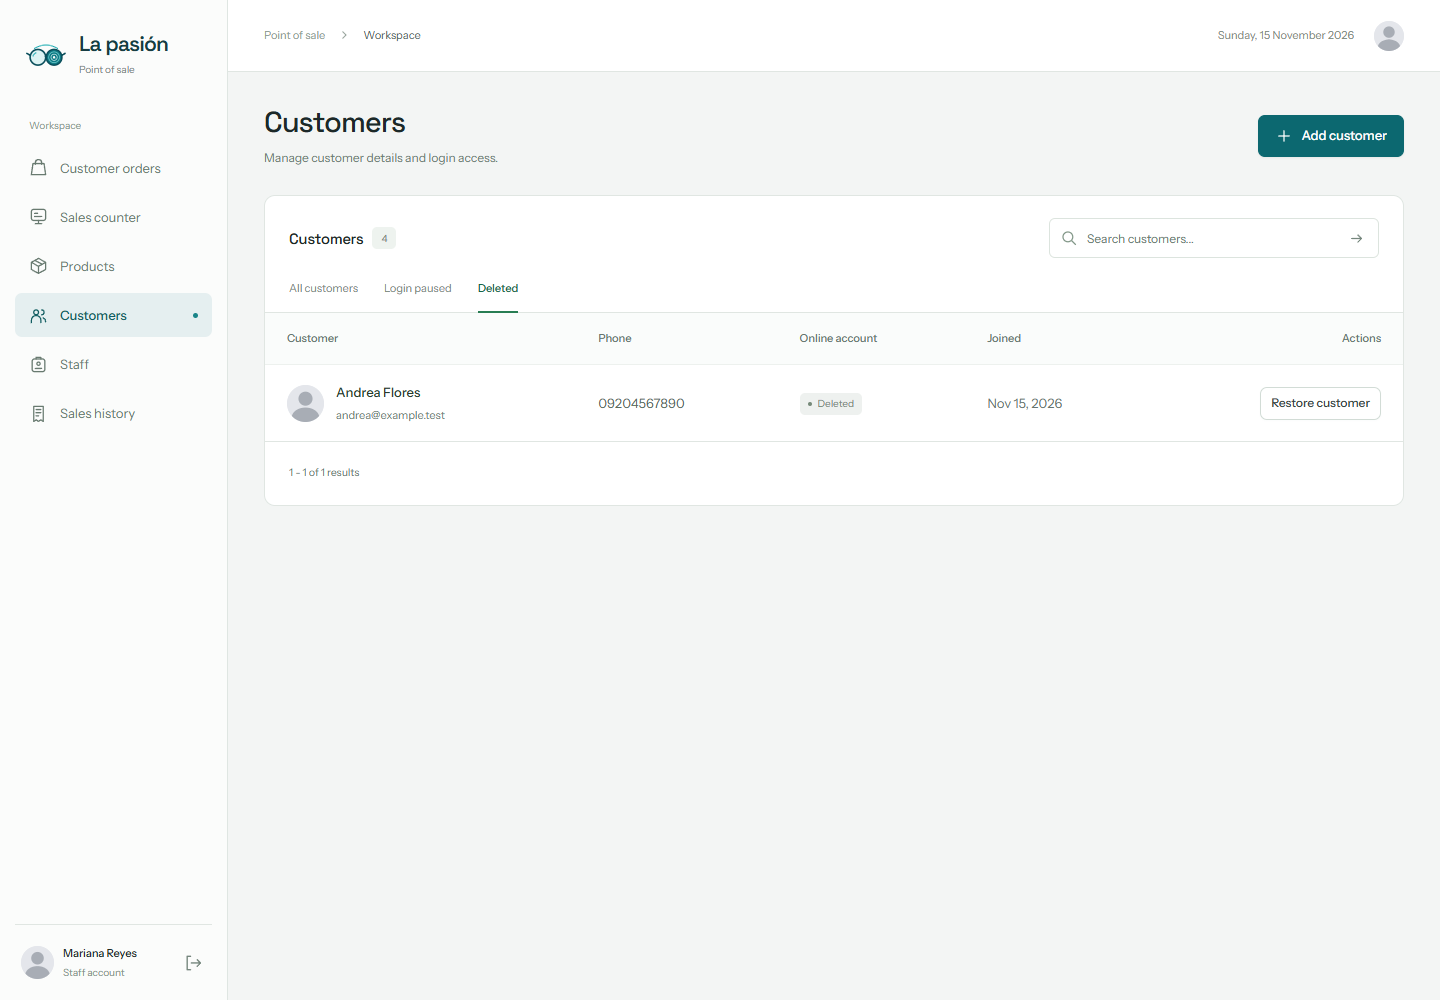 La pasión
Point of sale
Workspace
Customer orders
Sales counter
Products
Customers
Staff
Sales history
Mariana Reyes
Staff account
Point of sale > Workspace
Sunday, 15 November 2026
Customers
Manage customer details and login access.
Add customer
Customers 4
Search customers...
All customers Login paused Deleted
Customer Phone Online account Joined Actions
Andrea Flores
andrea@example.test
09204567890
Deleted
Nov 15, 2026
Restore customer
1 - 1 of 1 results